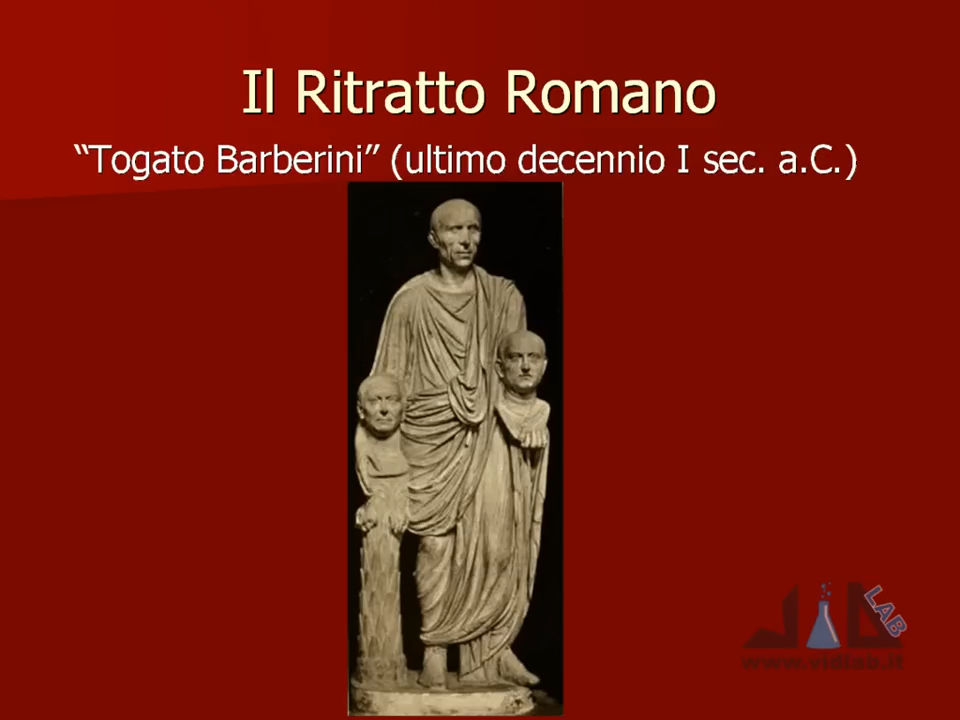 Il Ritratto Romano
“Togato Barberini” (ultimo decennio I sec. a.C.)
LAB
www.vidlab.it